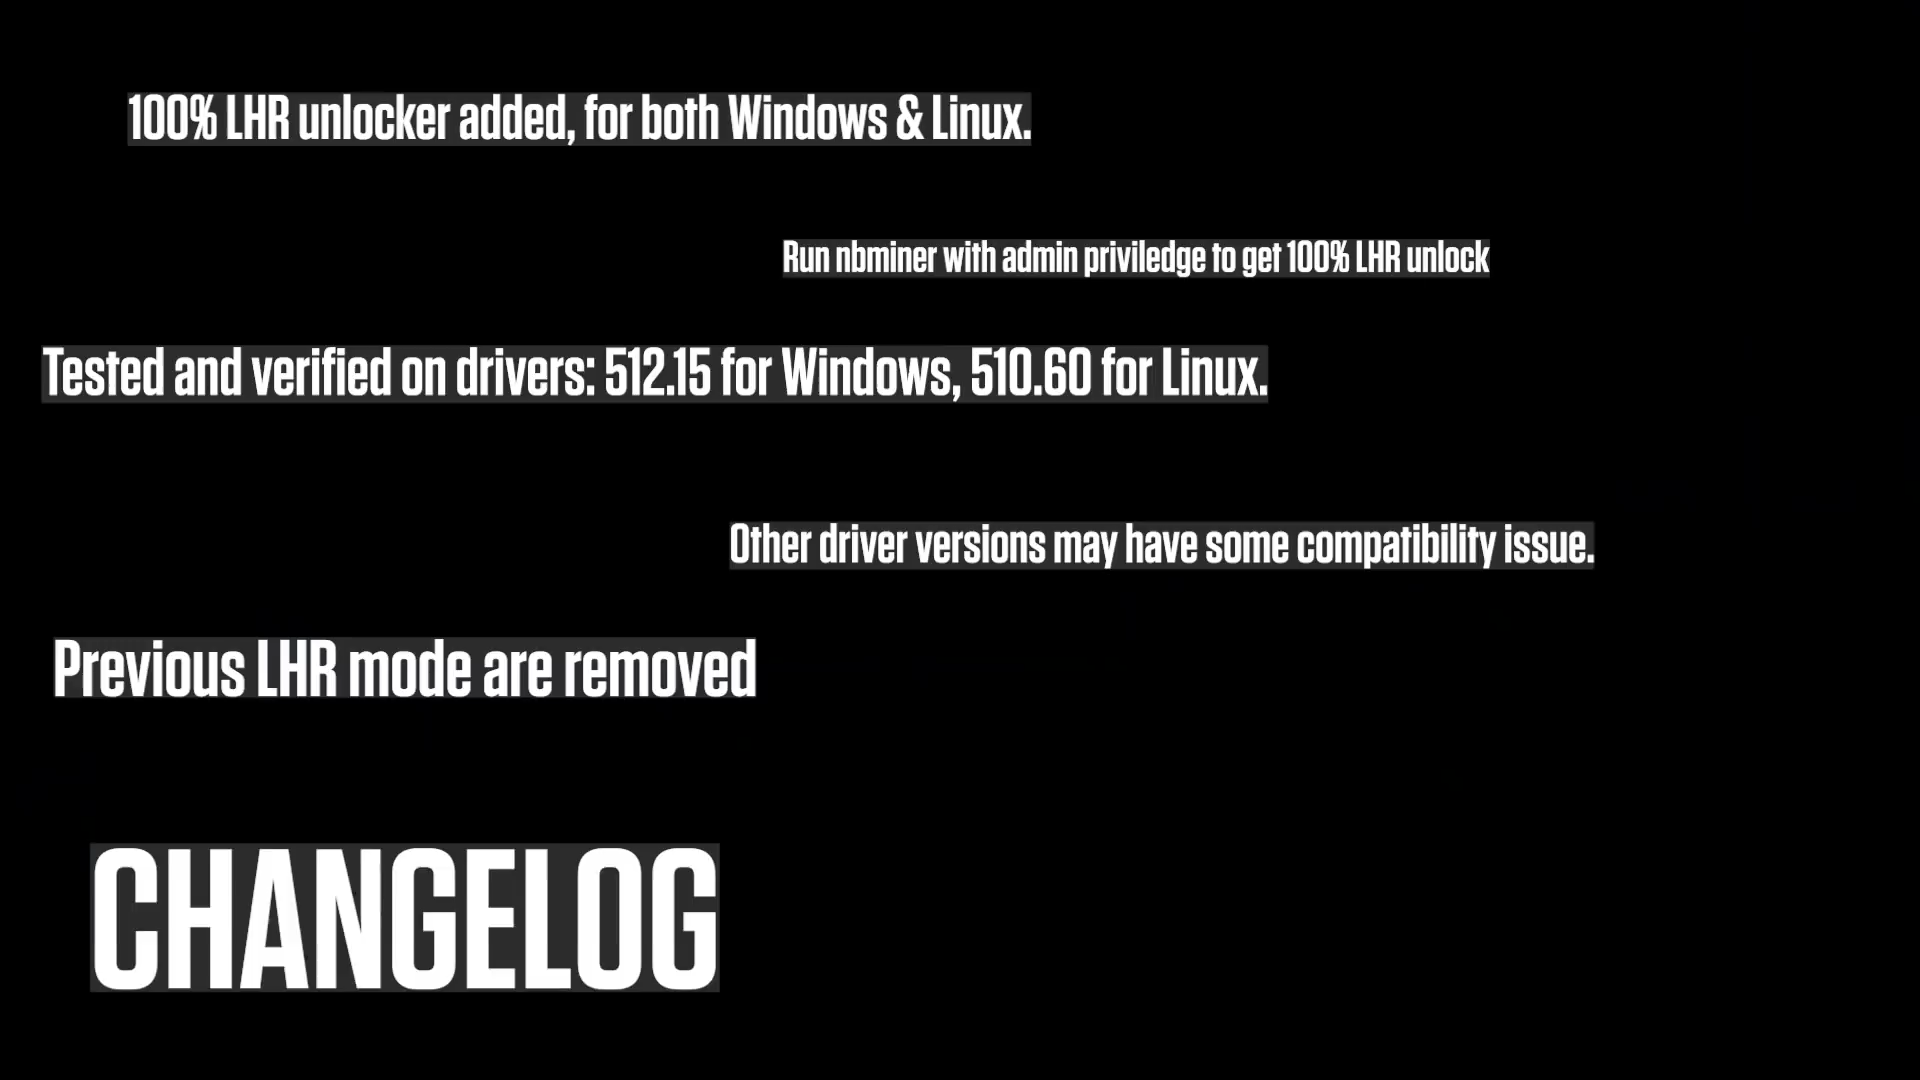 100% LHR unlocker added, for both Windows & Linux.
Run nbminer with admin priviledge to get 100% LHR unlock
Tested and verified on drivers: 512.15 for Windows, 510.60 for Linux.
Other driver versions may have some compatibility issue.
Previous LHR mode are removed
CHANGELOG